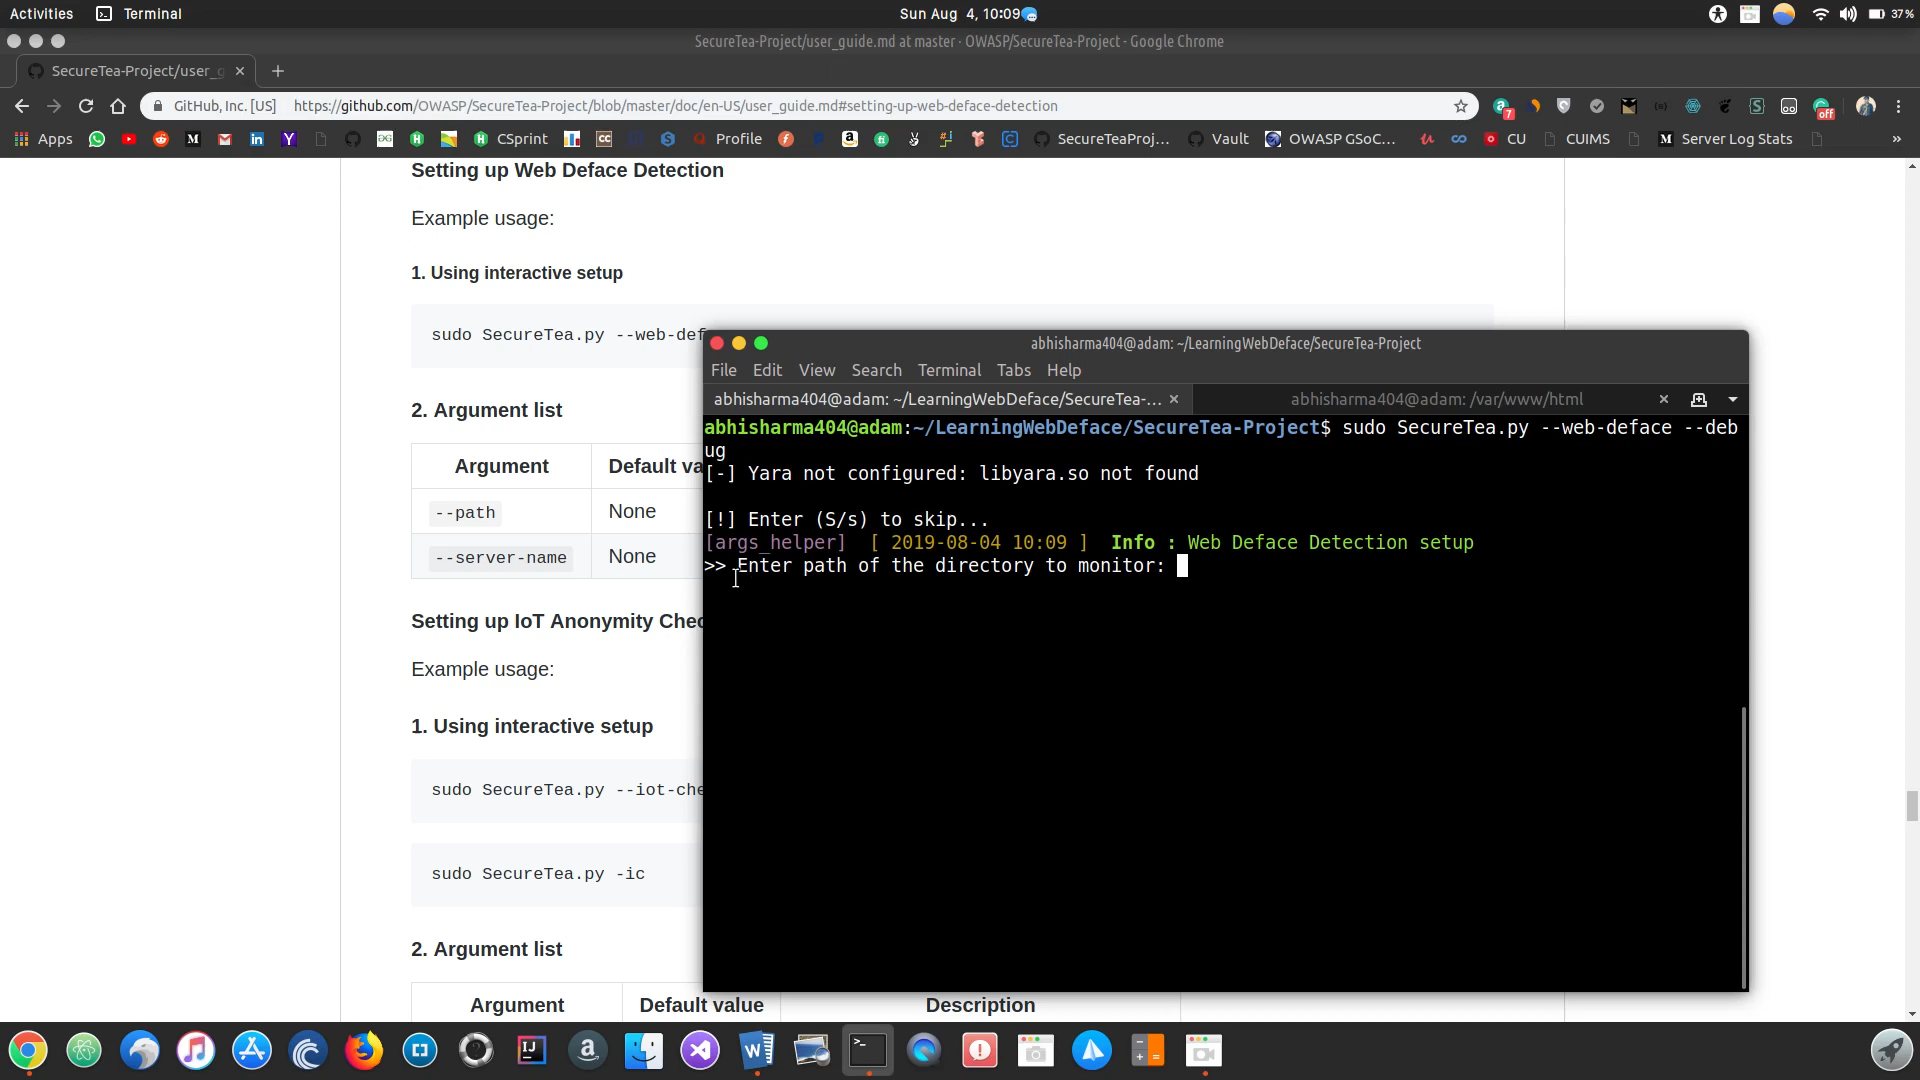 Activities Terminal Sun Aug 4, 10:09 37%
SecureTea-Project/user_guide.md at master · OWASP/SecureTea-Project - Google Chrome
SecureTea-Project/user_g
GitHub, Inc. [US] https://github.com/OWASP/SecureTea-Project/blob/master/doc/en-US/user_guide.md#setting-up-web-deface-detection
Apps CSprint Profile SecureTeaProj... Vault OWASP GSoC... CU CUIMS Server Log Stats »
Setting up Web Deface Detection
Example usage:
1. Using interactive setup
sudo SecureTea.py --web-def
2. Argument list
Argument Default va
--path None
--server-name None
Setting up IoT Anonymity Chec
Example usage:
1. Using interactive setup
sudo SecureTea.py --iot-che
sudo SecureTea.py -ic
2. Argument list
Argument Default value Description
abhisharma404@adam: ~/LearningWebDeface/SecureTea-Project
File Edit View Search Terminal Tabs Help
abhisharma404@adam: ~/LearningWebDeface/SecureTea-... abhisharma404@adam: /var/www/html
abhisharma404@adam:~/LearningWebDeface/SecureTea-Project$ sudo SecureTea.py --web-deface --deb
ug
[-] Yara not configured: libyara.so not found
[!] Enter (S/s) to skip...
[args_helper] [ 2019-08-04 10:09 ] Info : Web Deface Detection setup
>> Enter path of the directory to monitor: